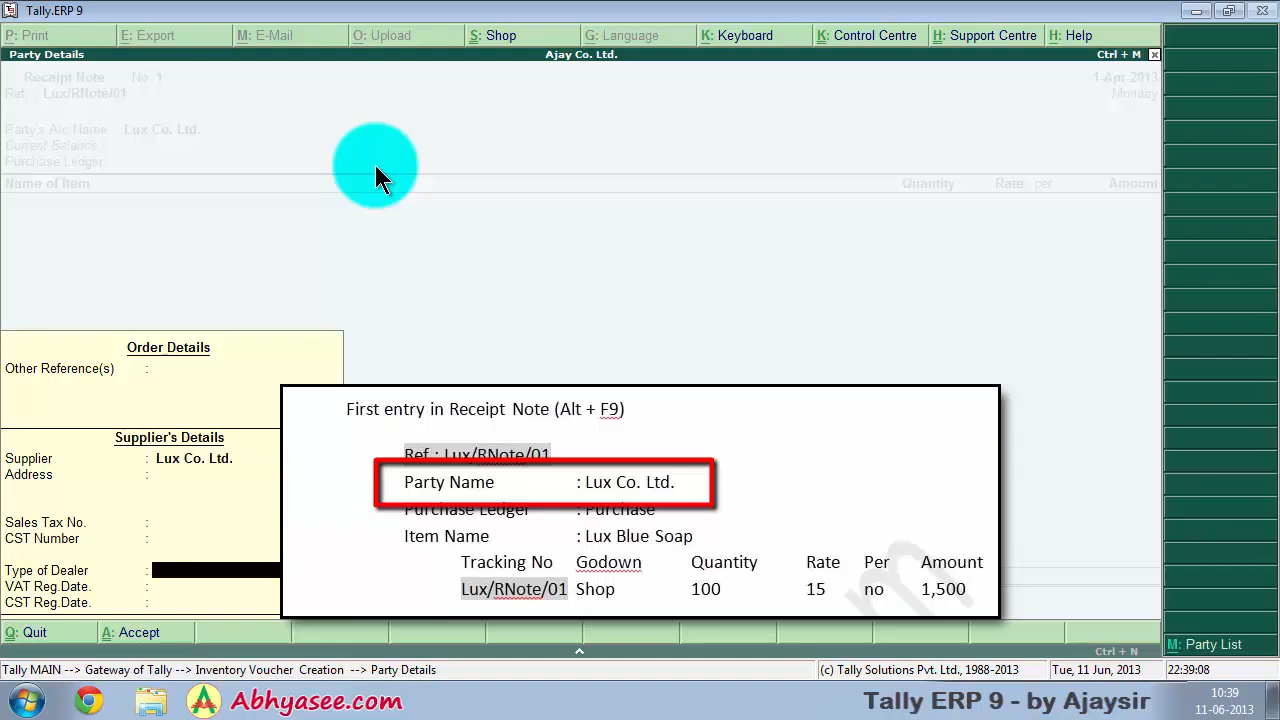 Tally.ERP 9
P: Print E: Export M: E-Mail O: Upload S: Shop G: Language K: Keyboard K: Control Centre H: Support Centre H: Help
Party Details Ajay Co. Ltd. Ctrl + M
Receipt Note No. 1 1-Apr-2013
Ref.: Lux/RNote/01 Monday
Party's A/c Name Lux Co. Ltd.
Current Balance
Purchase Ledger
Name of Item Quantity Rate per Amount
Order Details
Other Reference(s) :
Supplier's Details
Supplier : Lux Co. Ltd.
Address :
Sales Tax No. :
CST Number :
Type of Dealer :
VAT Reg.Date. :
CST Reg.Date. :
First entry in Receipt Note (Alt + F9)
Ref : Lux/RNote/01
Party Name : Lux Co. Ltd.
Purchase Ledger : Purchase
Item Name : Lux Blue Soap
Tracking No Godown Quantity Rate Per Amount
Lux/RNote/01 Shop 100 15 no 1,500
Q: Quit A: Accept
M: Party List
Ctrl + N
Tally MAIN --> Gateway of Tally --> Inventory Voucher Creation --> Party Details (c) Tally Solutions Pvt. Ltd., 1988-2013 Tue, 11 Jun, 2013 22:39:08
Abhyasee.com Tally ERP 9 - by Ajaysir
10:39
11-06-2013